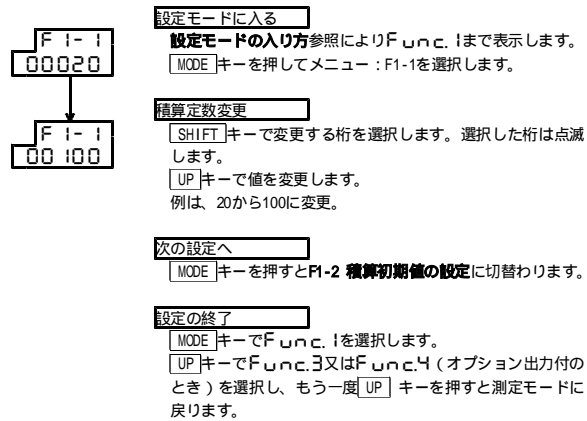 F1-1
00020
F1-1
00100
設定モードに入る
設定モードの入り方参照によりFunc.1まで表示します。
MODE キーを押してメニュー：F1-1を選択します。
積算定数変更
SHIFT キーで変更する桁を選択します。選択した桁は点滅
します。
UP キーで値を変更します。
例は、20から100に変更。
次の設定へ
MODE キーを押すとF1-2 積算初期値の設定に切替わります。
設定の終了
MODE キーでFunc.1を選択します。
UP キーでFunc.3又はFunc.4（オプション出力付の
とき）を選択し、もう一度 UP キーを押すと測定モードに
戻ります。